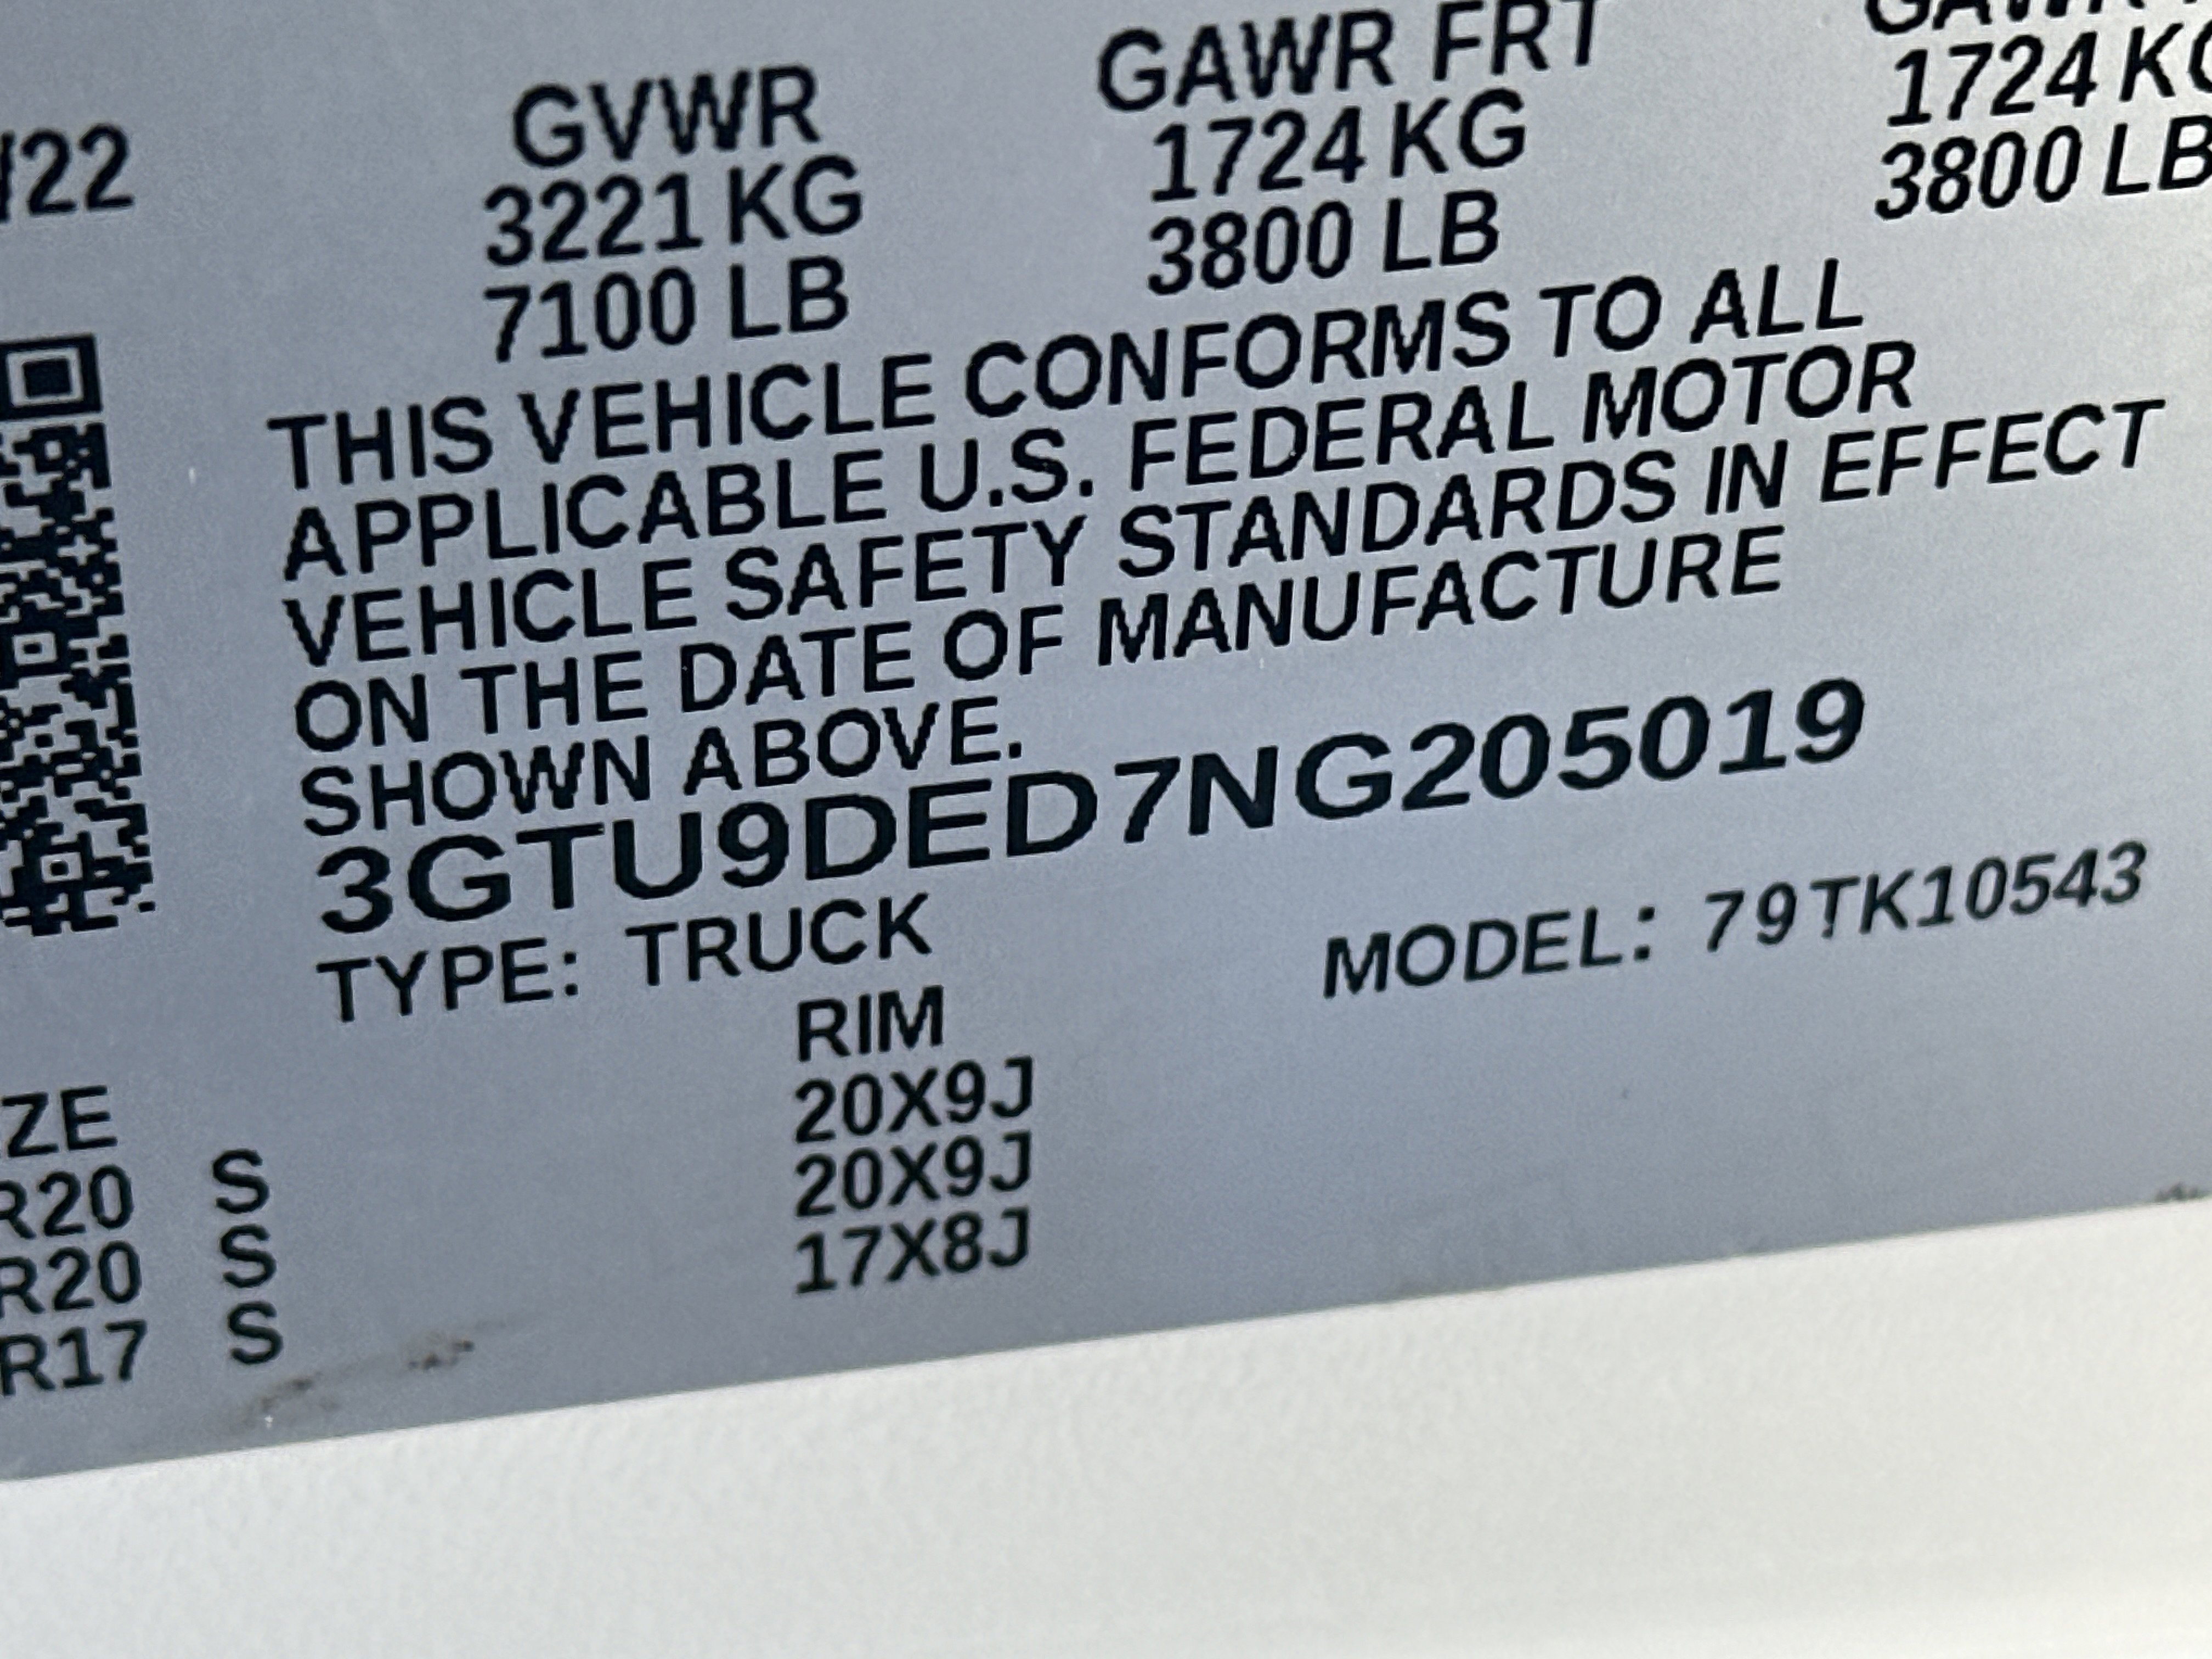 /22
GVWR
3221 KG
7100 LB
GAWR FRT
1724 KG
3800 LB
1724 KG
3800 LB
THIS VEHICLE CONFORMS TO ALL
APPLICABLE U.S. FEDERAL MOTOR
VEHICLE SAFETY STANDARDS IN EFFECT
ON THE DATE OF MANUFACTURE
SHOWN ABOVE.
3GTU9DED7NG205019
TYPE: TRUCK MODEL: 79TK10543
RIM
ZE
R20 S 20X9J
R20 S 20X9J
R17 S 17X8J